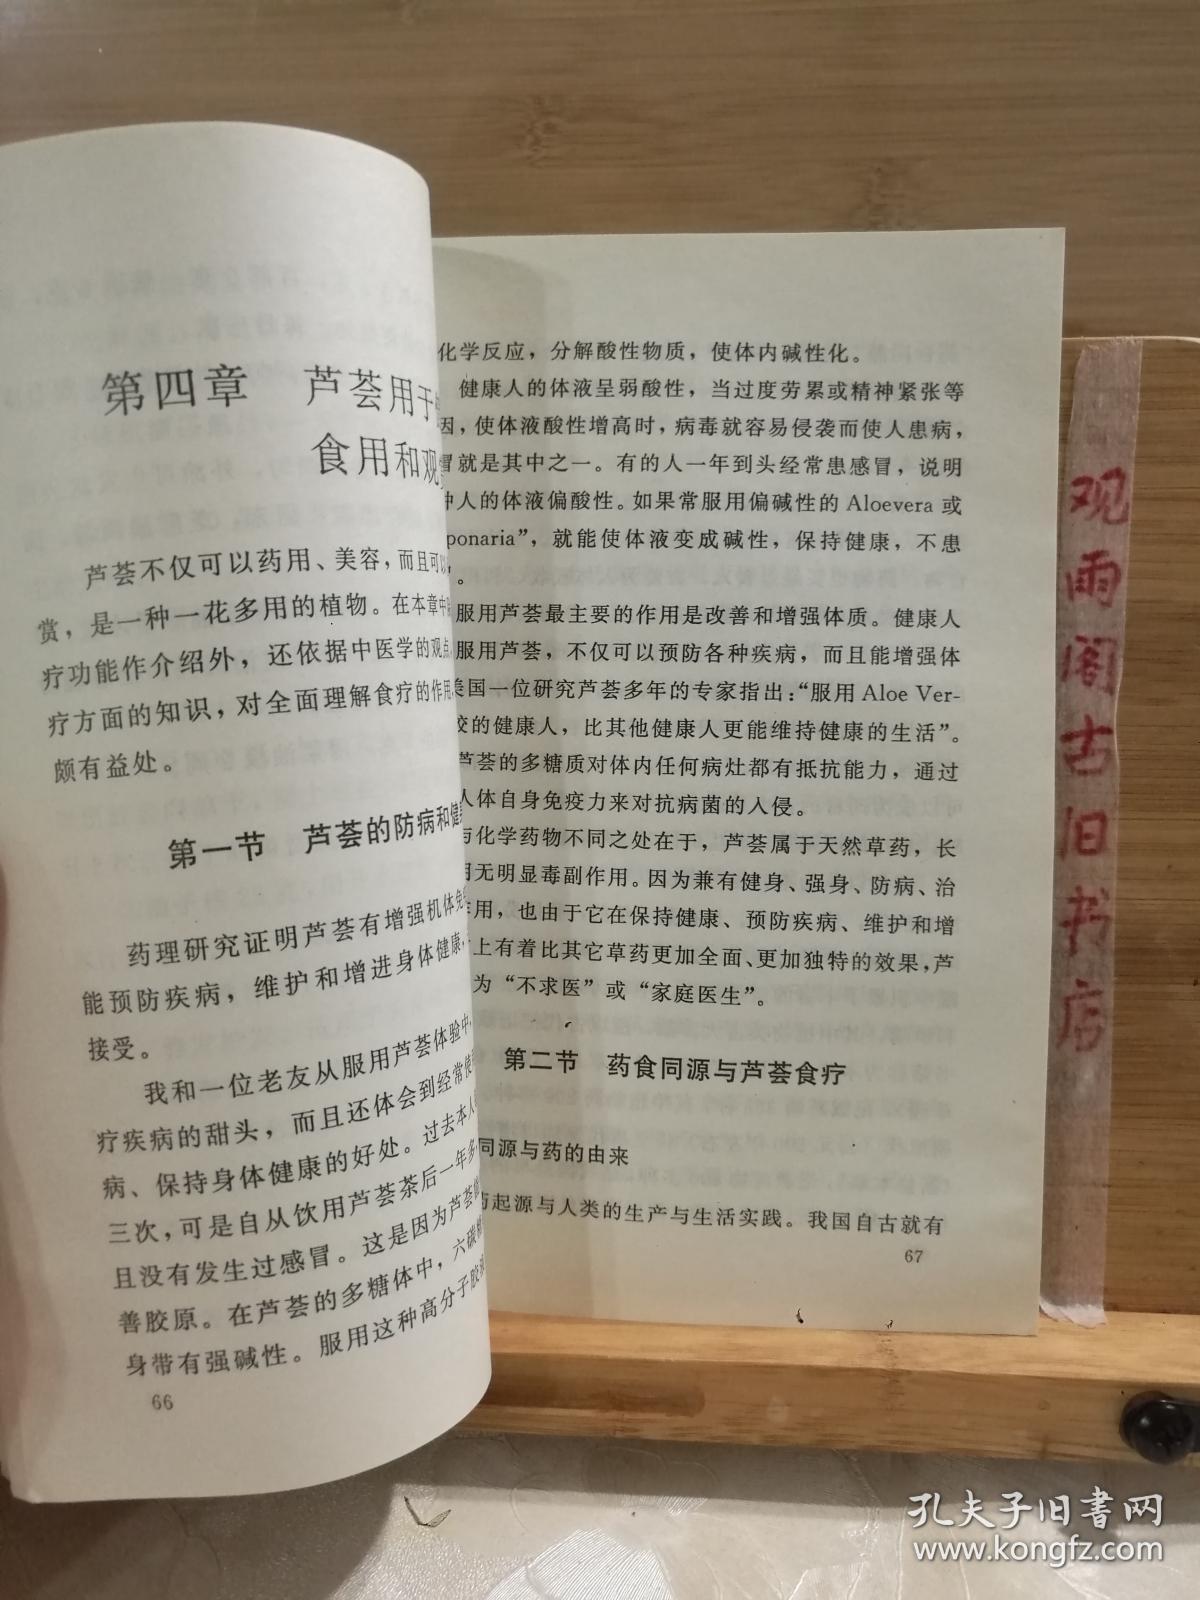 第四章 芦荟用于
食用和观
芦荟不仅可以药用、美容,而且可以
赏,是一种一花多用的植物。在本章中
疗功能作介绍外,还依据中医学的观点
疗方面的知识,对全面理解食疗的作用
颇有益处。
第一节 芦荟的防病和健
药理研究证明芦荟有增强机体免
能预防疾病,维护和增进身体健康,
接受。
我和一位老友从服用芦荟体验中,
疗疾病的甜头,而且还体会到经常使
病、保持身体健康的好处。过去本人
三次,可是自从饮用芦荟茶后一年多
且没有发生过感冒。这是因为芦荟
善胶原。在芦荟的多糖体中,六碳糖
身带有强碱性。服用这种高分子胶
66
化学反应,分解酸性物质,使体内碱性化。
健康人的体液呈弱酸性,当过度劳累或精神紧张等
因,使体液酸性增高时,病毒就容易侵袭而使人患病,
冒就是其中之一。有的人一年到头经常患感冒,说明
种人的体液偏酸性。如果常服用偏碱性的 Aloevera 或
ponaria”,就能使体液变成碱性,保持健康,不患
。
服用芦荟最主要的作用是改善和增强体质。健康人
服用芦荟,不仅可以预防各种疾病,而且能增强体
美国一位研究芦荟多年的专家指出:“服用 Aloe Ver-
胶的健康人,比其他健康人更能维持健康的生活”。
芦荟的多糖质对体内任何病灶都有抵抗能力,通过
人体自身免疫力来对抗病菌的入侵。
与化学药物不同之处在于,芦荟属于天然草药,长
用无明显毒副作用。因为兼有健身、强身、防病、治
作用,也由于它在保持健康、预防疾病、维护和增
上有着比其它草药更加全面、更加独特的效果,芦
为“不求医”或“家庭医生”。
第二节 药食同源与芦荟食疗
同源与药的由来
药起源与人类的生产与生活实践。我国自古就有
67
观雨阁古旧书店
孔夫子旧书网
www.kongfz.com